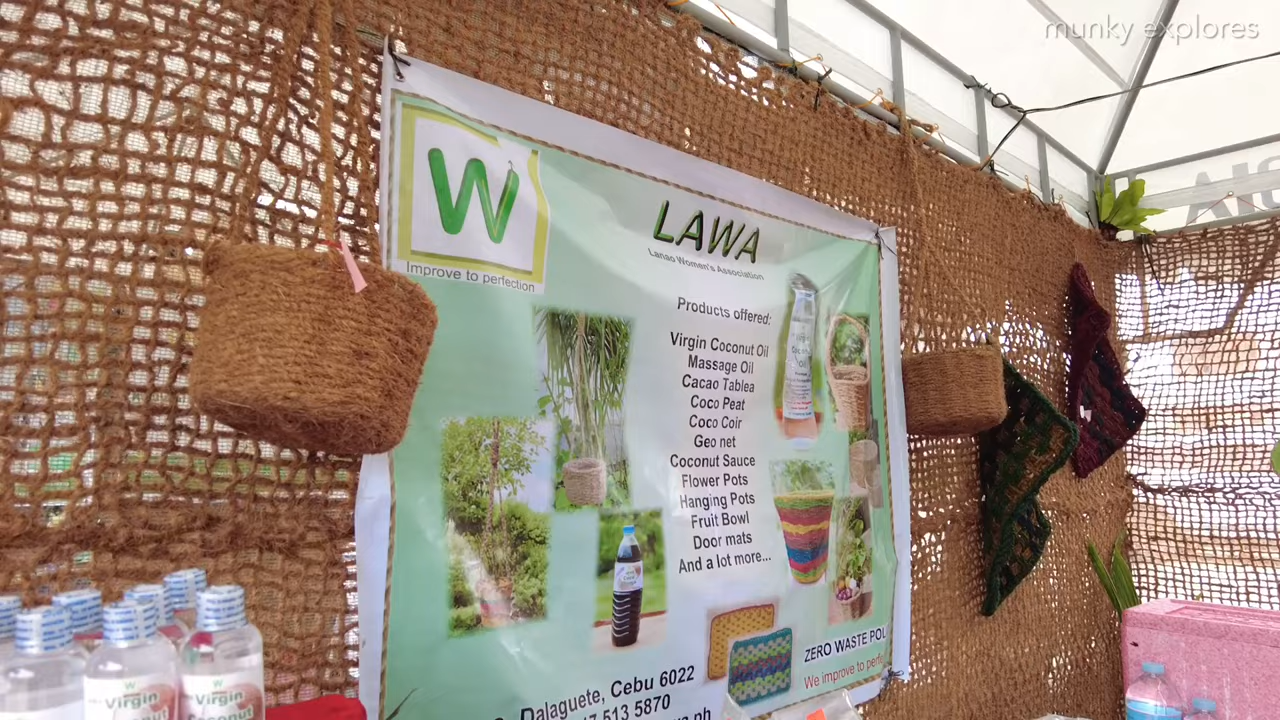 munky explores
W
Improve to perfection
LAWA
Lanao Women's Association
Products offered:
Virgin Coconut Oil
Massage Oil
Cacao Tablea
Coco Peat
Coco Coir
Geo net
Coconut Sauce
Flower Pots
Hanging Pots
Fruit Bowl
Door mats
And a lot more...
ZERO WASTE POL
We improve to perfe
Dalaguete, Cebu 6022
513 5870
Virgin
Virgin
Coconut